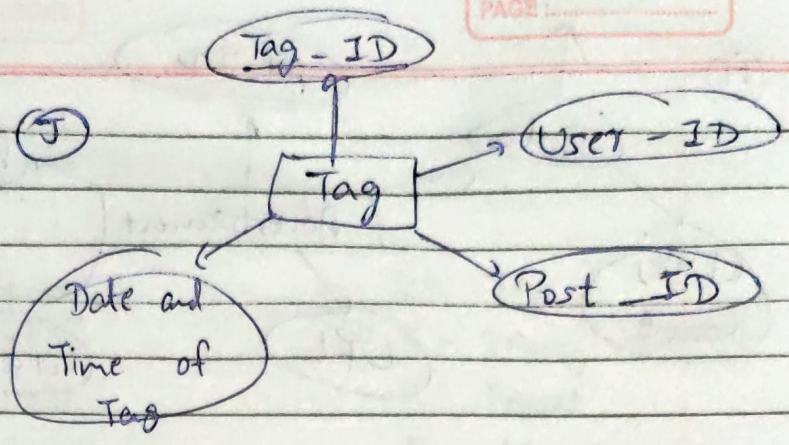 PAGE
Tag - ID
J
User - ID
Tag
Post _ ID
Date and
Time of
Tag